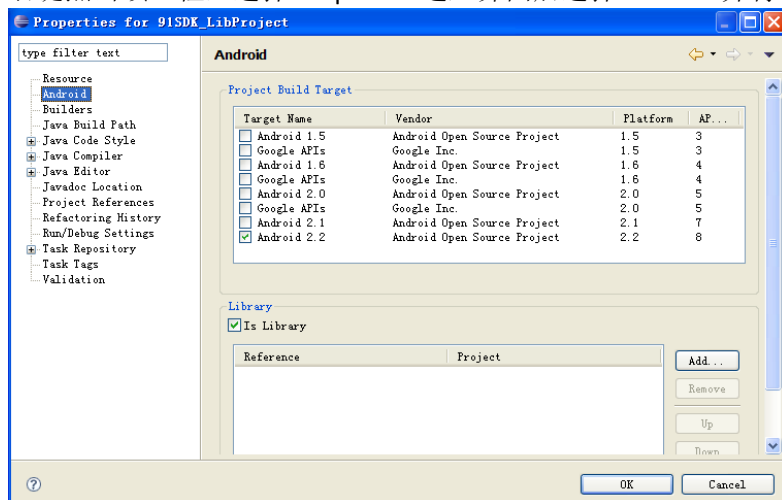 Properties for 91SDK_LibProject
type filter text
Android
Resource
Android
Builders
Java Build Path
Java Code Style
Java Compiler
Java Editor
Javadoc Location
Project References
Refactoring History
Run/Debug Settings
Task Repository
Task Tags
Validation
Project Build Target
Target Name Vendor Platform AP...
Android 1.5 Android Open Source Project 1.5 3
Google APIs Google Inc. 1.5 3
Android 1.6 Android Open Source Project 1.6 4
Google APIs Google Inc. 1.6 4
Android 2.0 Android Open Source Project 2.0 5
Google APIs Google Inc. 2.0 5
Android 2.1 Android Open Source Project 2.1 7
Android 2.2 Android Open Source Project 2.2 8
Library
Is Library
Reference Project
Add...
Remove
Up
Down
OK
Cancel